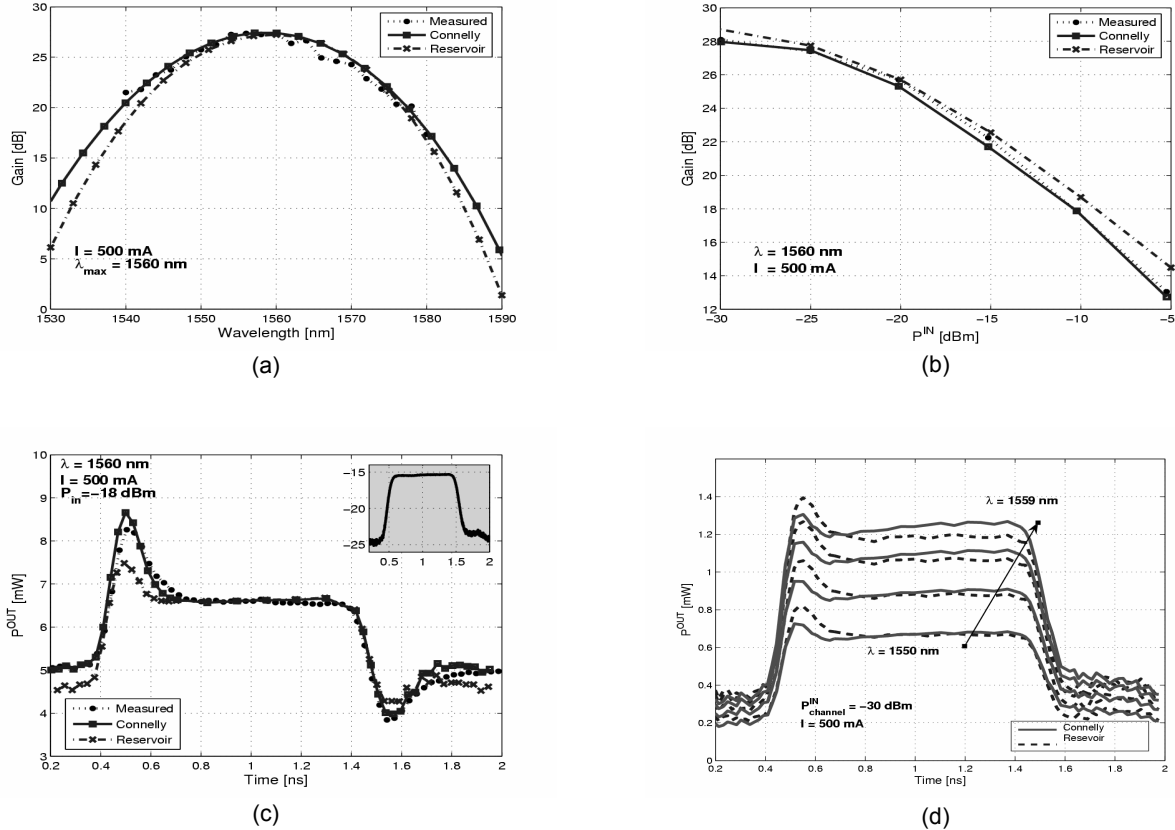 30
25
20
15
10
5
0
Gain [dB]
1530 1540 1550 1560 1570 1580 1590
Wavelength [nm]
Measured
Connelly
Reservoir
I = 500 mA
λmax = 1560 nm
(a)
30
28
26
24
22
20
18
16
14
12
Gain [dB]
−30 −25 −20 −15 −10 −5
P^IN [dBm]
Measured
Connelly
Reservoir
λ = 1560 nm
I = 500 mA
(b)
10
9
8
7
6
5
4
3
P^OUT [mW]
0.2 0.4 0.6 0.8 1 1.2 1.4 1.6 1.8 2
Time [ns]
λ = 1560 nm
I = 500 mA
Pin=−18 dBm
−15
−20
−25
0.5 1 1.5 2
Measured
Connelly
Reservoir
(c)
1.4
1.2
1
0.8
0.6
0.4
0.2
0
P^OUT [mW]
0.2 0.4 0.6 0.8 1 1.2 1.4 1.6 1.8 2
Time [ns]
λ = 1559 nm
λ = 1550 nm
P^IN channel = −30 dBm
I = 500 mA
Connelly
Resevoir
(d)